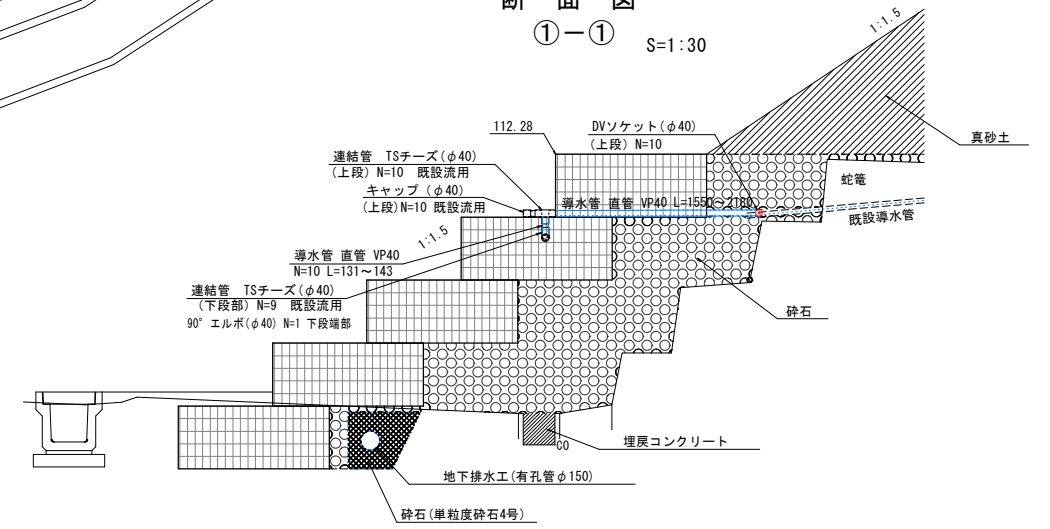 断 面 図
①−①
S=1:30
1:1.5
112.28
DVソケット(φ40)
(上段) N=10
真砂土
連結管 TSチーズ(φ40)
(上段) N=10 既設流用
蛇篭
キャップ (φ40)
(上段)N=10 既設流用
導水管 直管 VP40 L=1550〜2180
既設導水管
1:1.5
導水管 直管 VP40
N=10 L=131〜143
連結管 TSチーズ(φ40)
(下段部) N=9 既設流用
90° エルボ(φ40) N=1 下段端部
砕石
埋戻コンクリート
CO
地下排水工(有孔管φ150)
砕石(単粒度砕石4号)